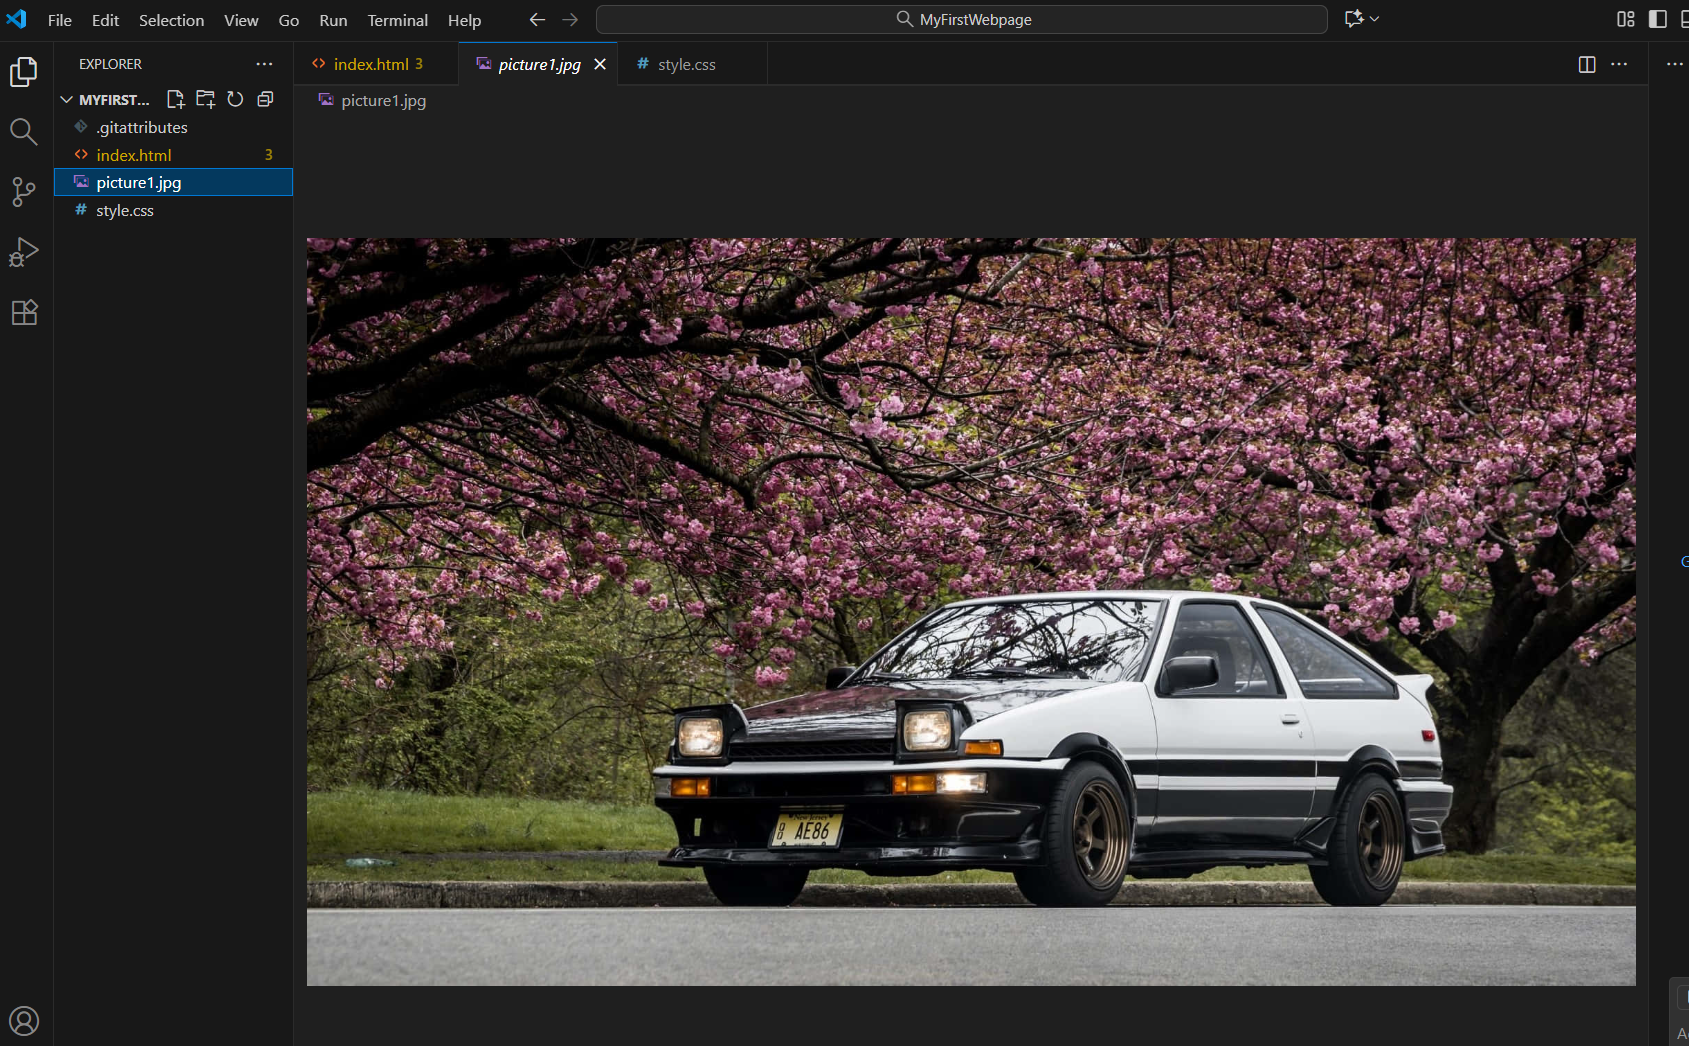 File Edit Selection View Go Run Terminal Help
MyFirstWebpage
EXPLORER
MYFIRST...
.gitattributes
index.html 3
picture1.jpg
style.css
index.html 3
picture1.jpg
style.css
picture1.jpg
New Jersey
AE86